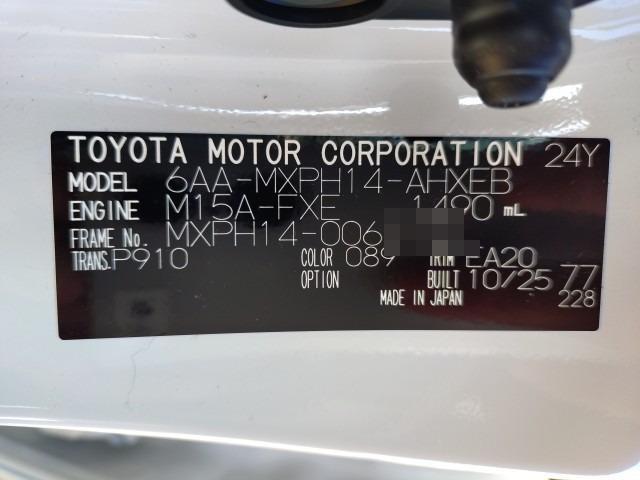 TOYOTA MOTOR CORPORATION 24Y
MODEL 6AA-MXPH14-AHXEB
ENGINE M15A-FXE 1490 mL
FRAME No. MXPH14-006
TRANS. P910 COLOR 089 TRIM EA20
OPTION BUILT 10/25 77
MADE IN JAPAN 228